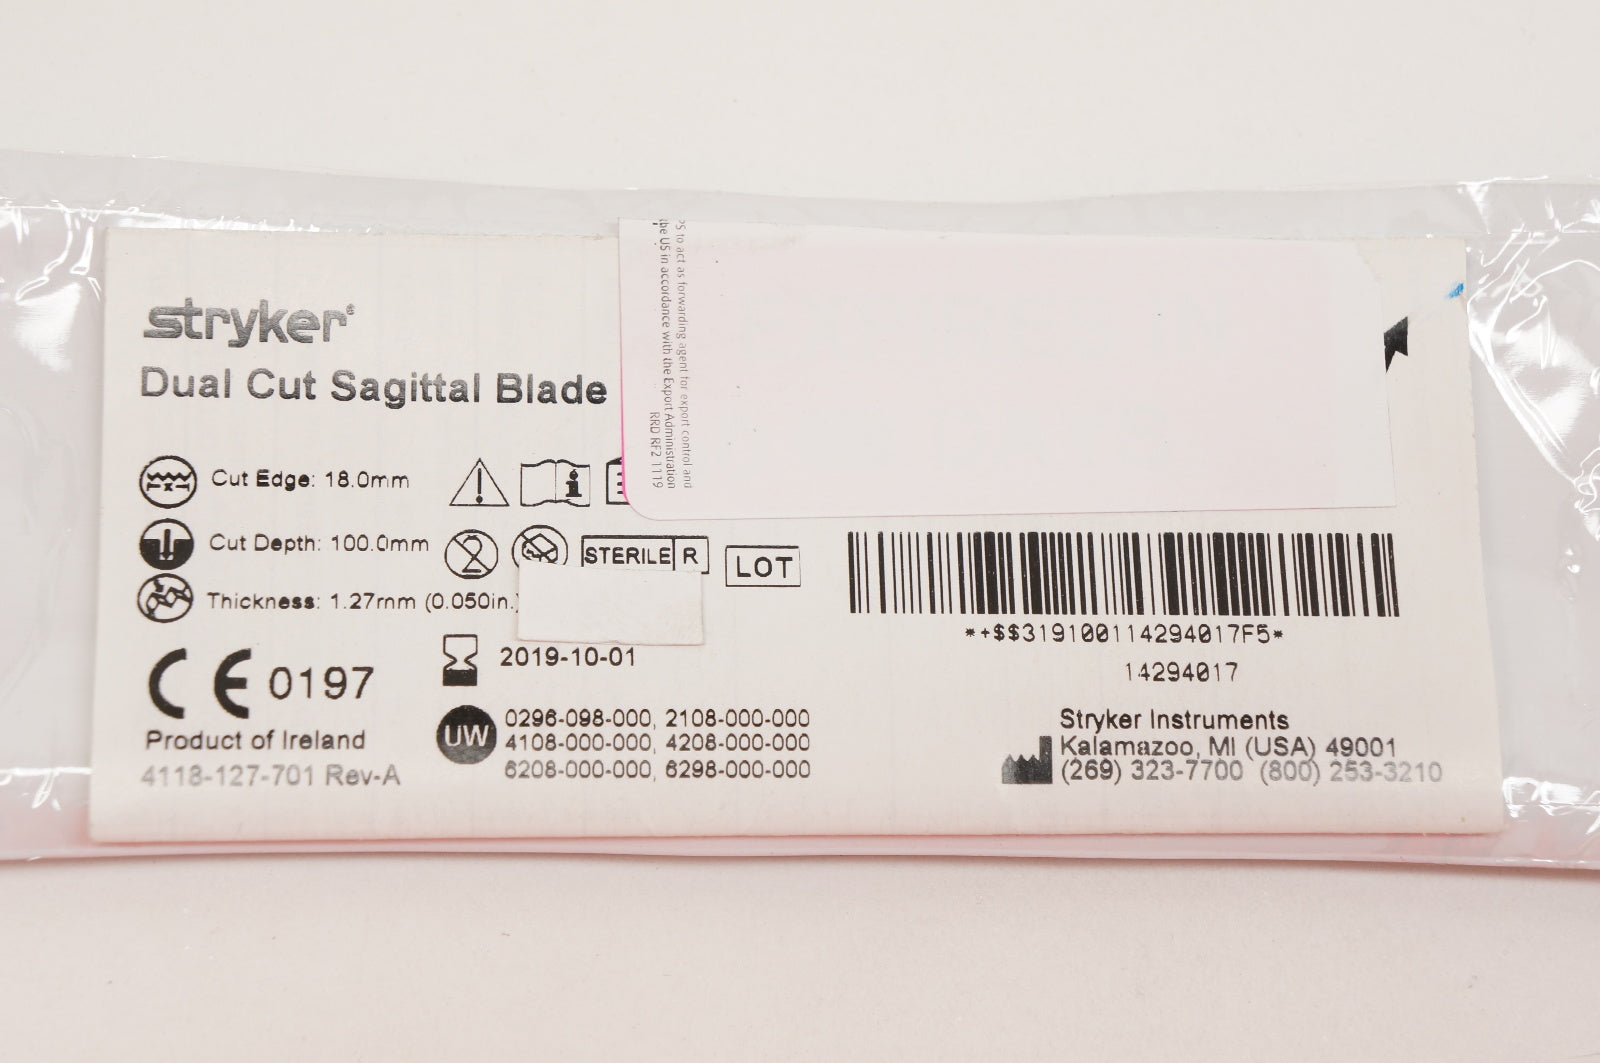 stryker®
Dual Cut Sagittal Blade
PS to act as forwarding agent for export control and
the US in accordance with the Export Administration
RRD RF2 1119
Cut Edge: 18.0mm
Cut Depth: 100.0mm
Thickness: 1.27mm (0.050in.)
2
STERILE R
LOT
*+$$319100114294017F5*
14294017
2019-10-01
CE 0197
Product of Ireland
4118-127-701 Rev-A
UW
0296-098-000, 2108-000-000
4108-000-000, 4208-000-000
6208-000-000, 6298-000-000
Stryker Instruments
Kalamazoo, MI (USA) 49001
(269) 323-7700 (800) 253-3210